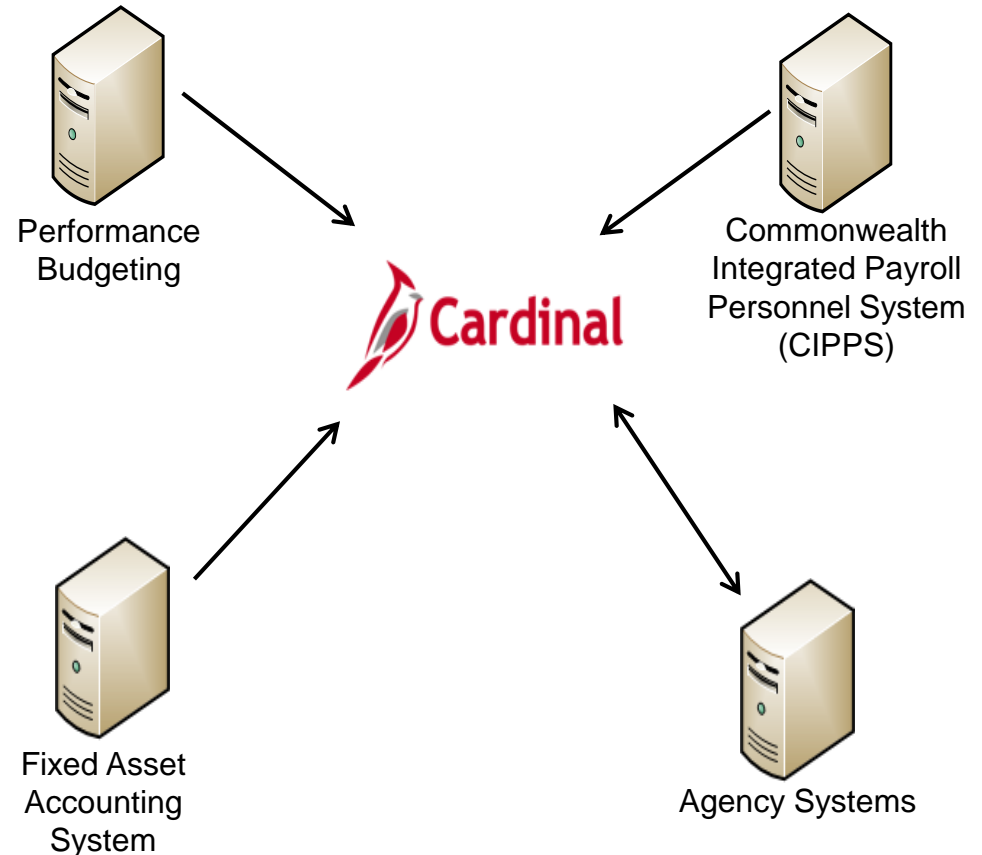 Performance
Budgeting
Commonwealth
Integrated Payroll
Personnel System
(CIPPS)
Cardinal
Fixed Asset
Accounting
System
Agency Systems